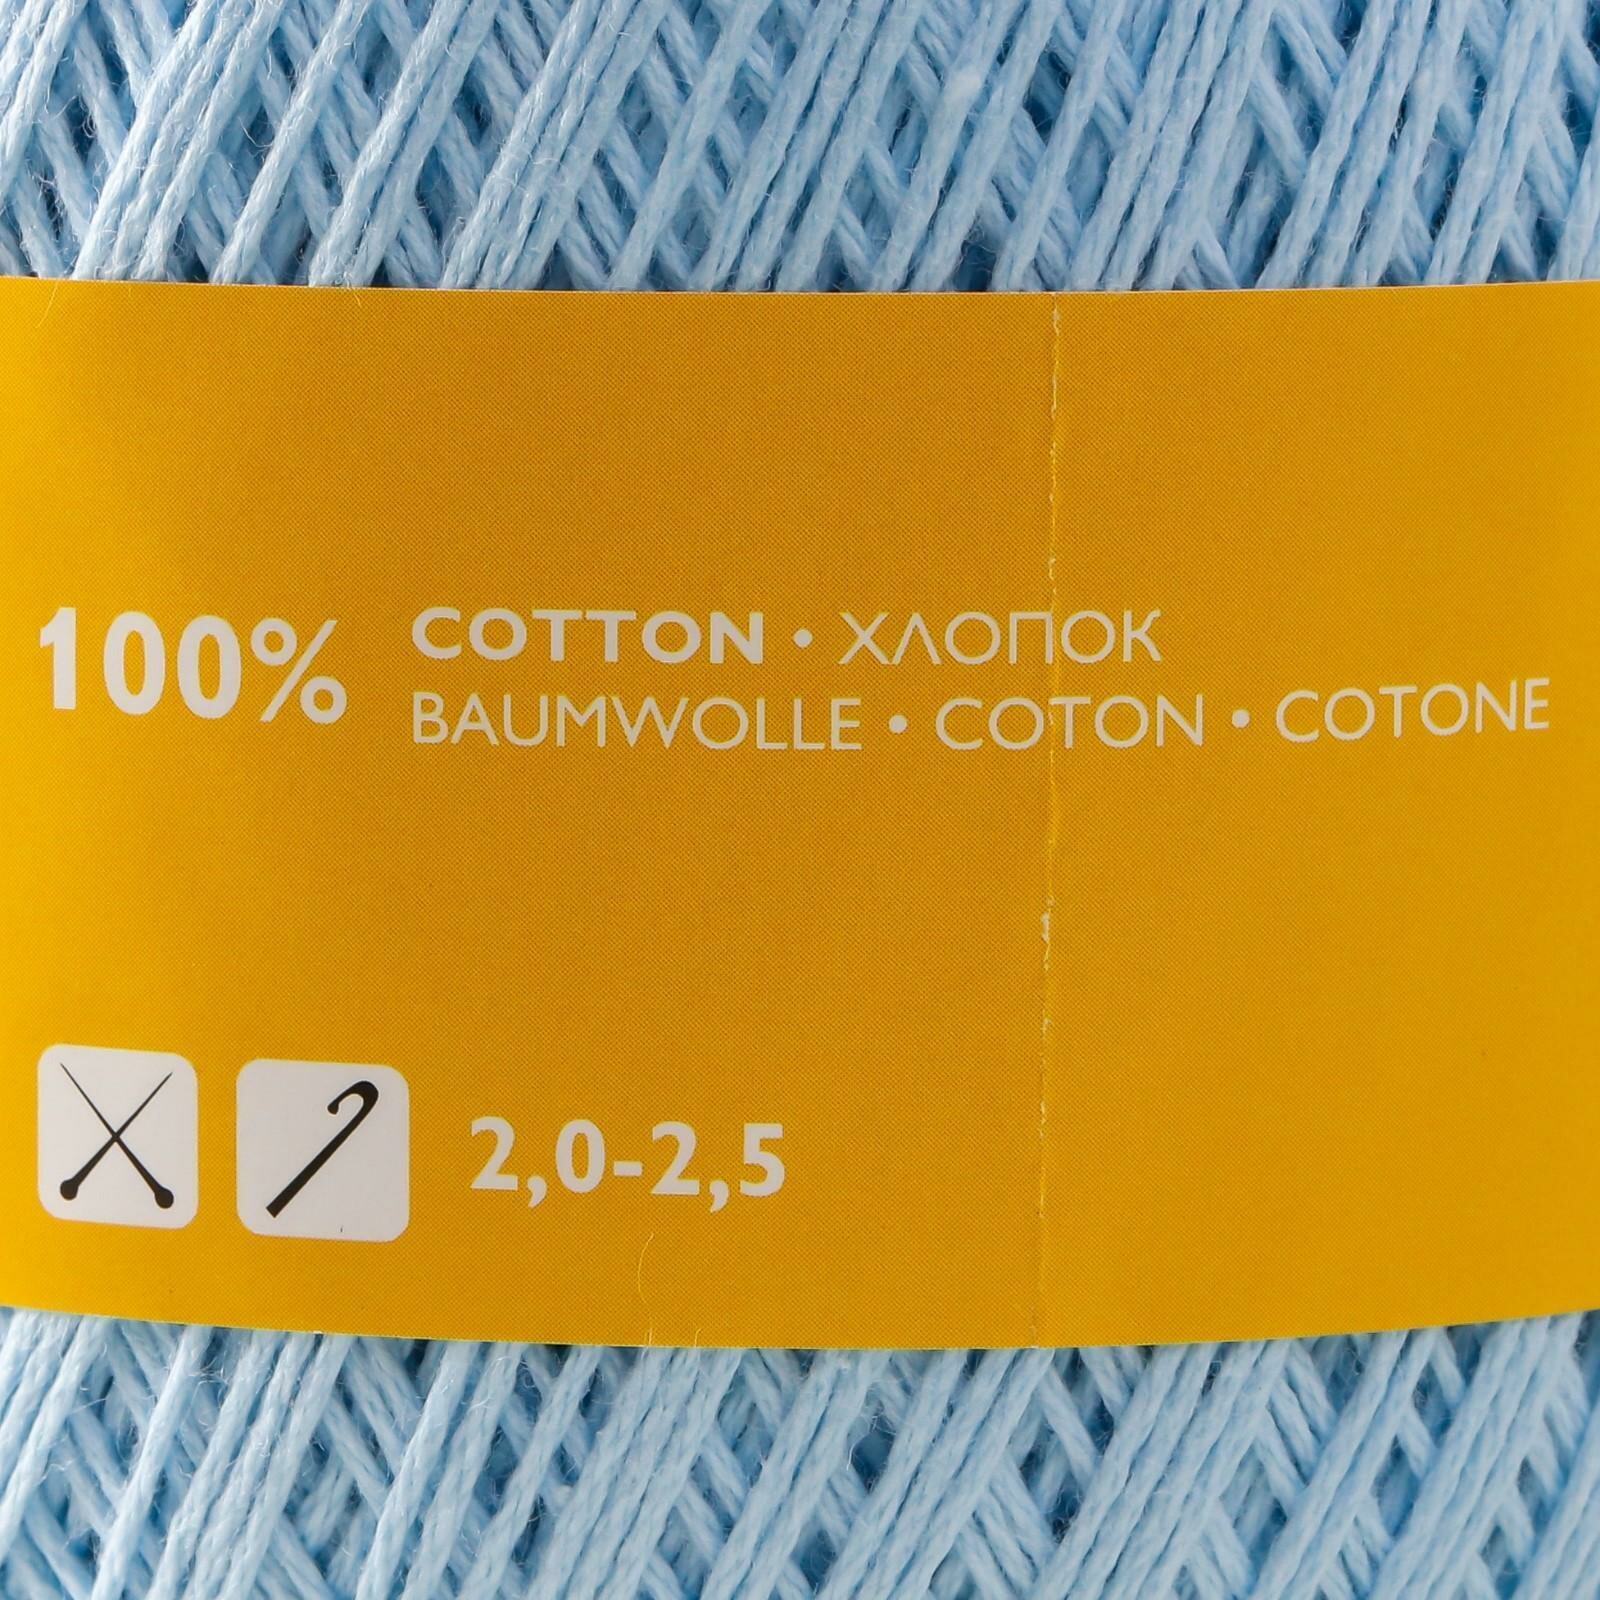 100% COTTON • ХЛОПОК
BAUMWOLLE • COTON • COTONE
2,0-2,5